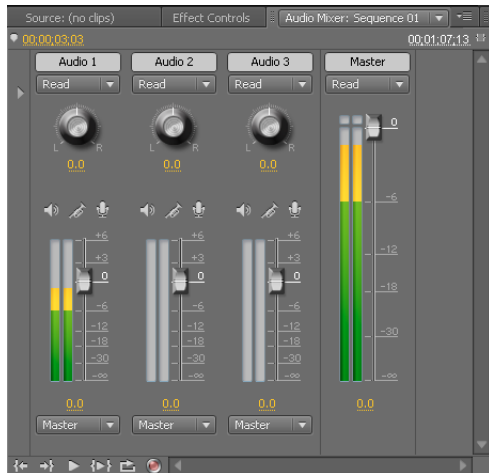 Source: (no clips) Effect Controls Audio Mixer: Sequence 01
00;00;03;03 00;01;07;13
Audio 1 Audio 2 Audio 3 Master
Read Read Read Read
L R L R L R
0.0 0.0 0.0
+6 +6 +6 0
+3 +3 +3 -6
0 0 0 -12
-6 -6 -6 -18
-12 -12 -12 -30
-18 -18 -18 -∞
-30 -30 -30
-∞ -∞ -∞
0.0 0.0 0.0 0.0
Master Master Master